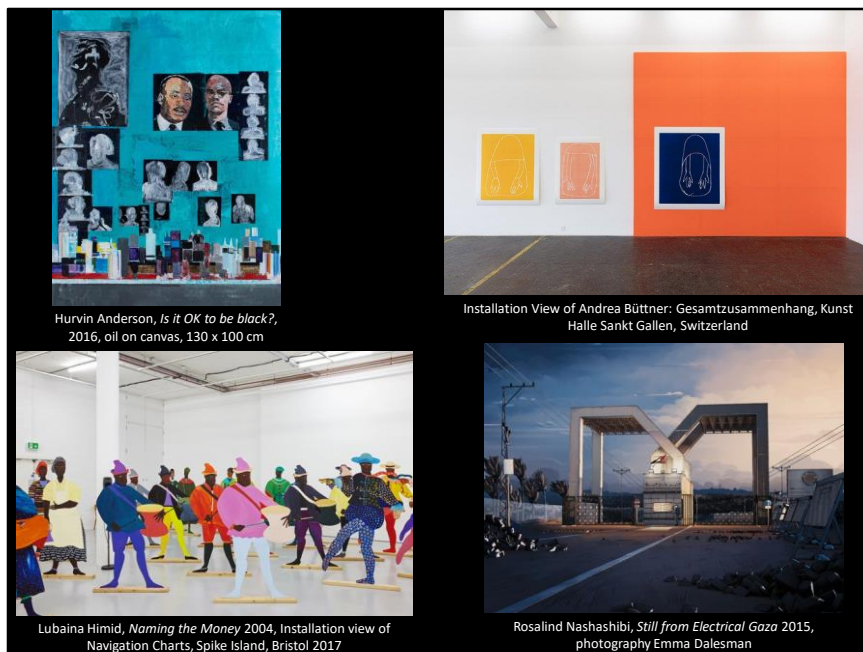 Hurvin Anderson, Is it OK to be black?,
2016, oil on canvas, 130 x 100 cm
Installation View of Andrea Büttner: Gesamtzusammenhang, Kunst
Halle Sankt Gallen, Switzerland
Lubaina Himid, Naming the Money 2004, Installation view of
Navigation Charts, Spike Island, Bristol 2017
Rosalind Nashashibi, Still from Electrical Gaza 2015,
photography Emma Dalesman